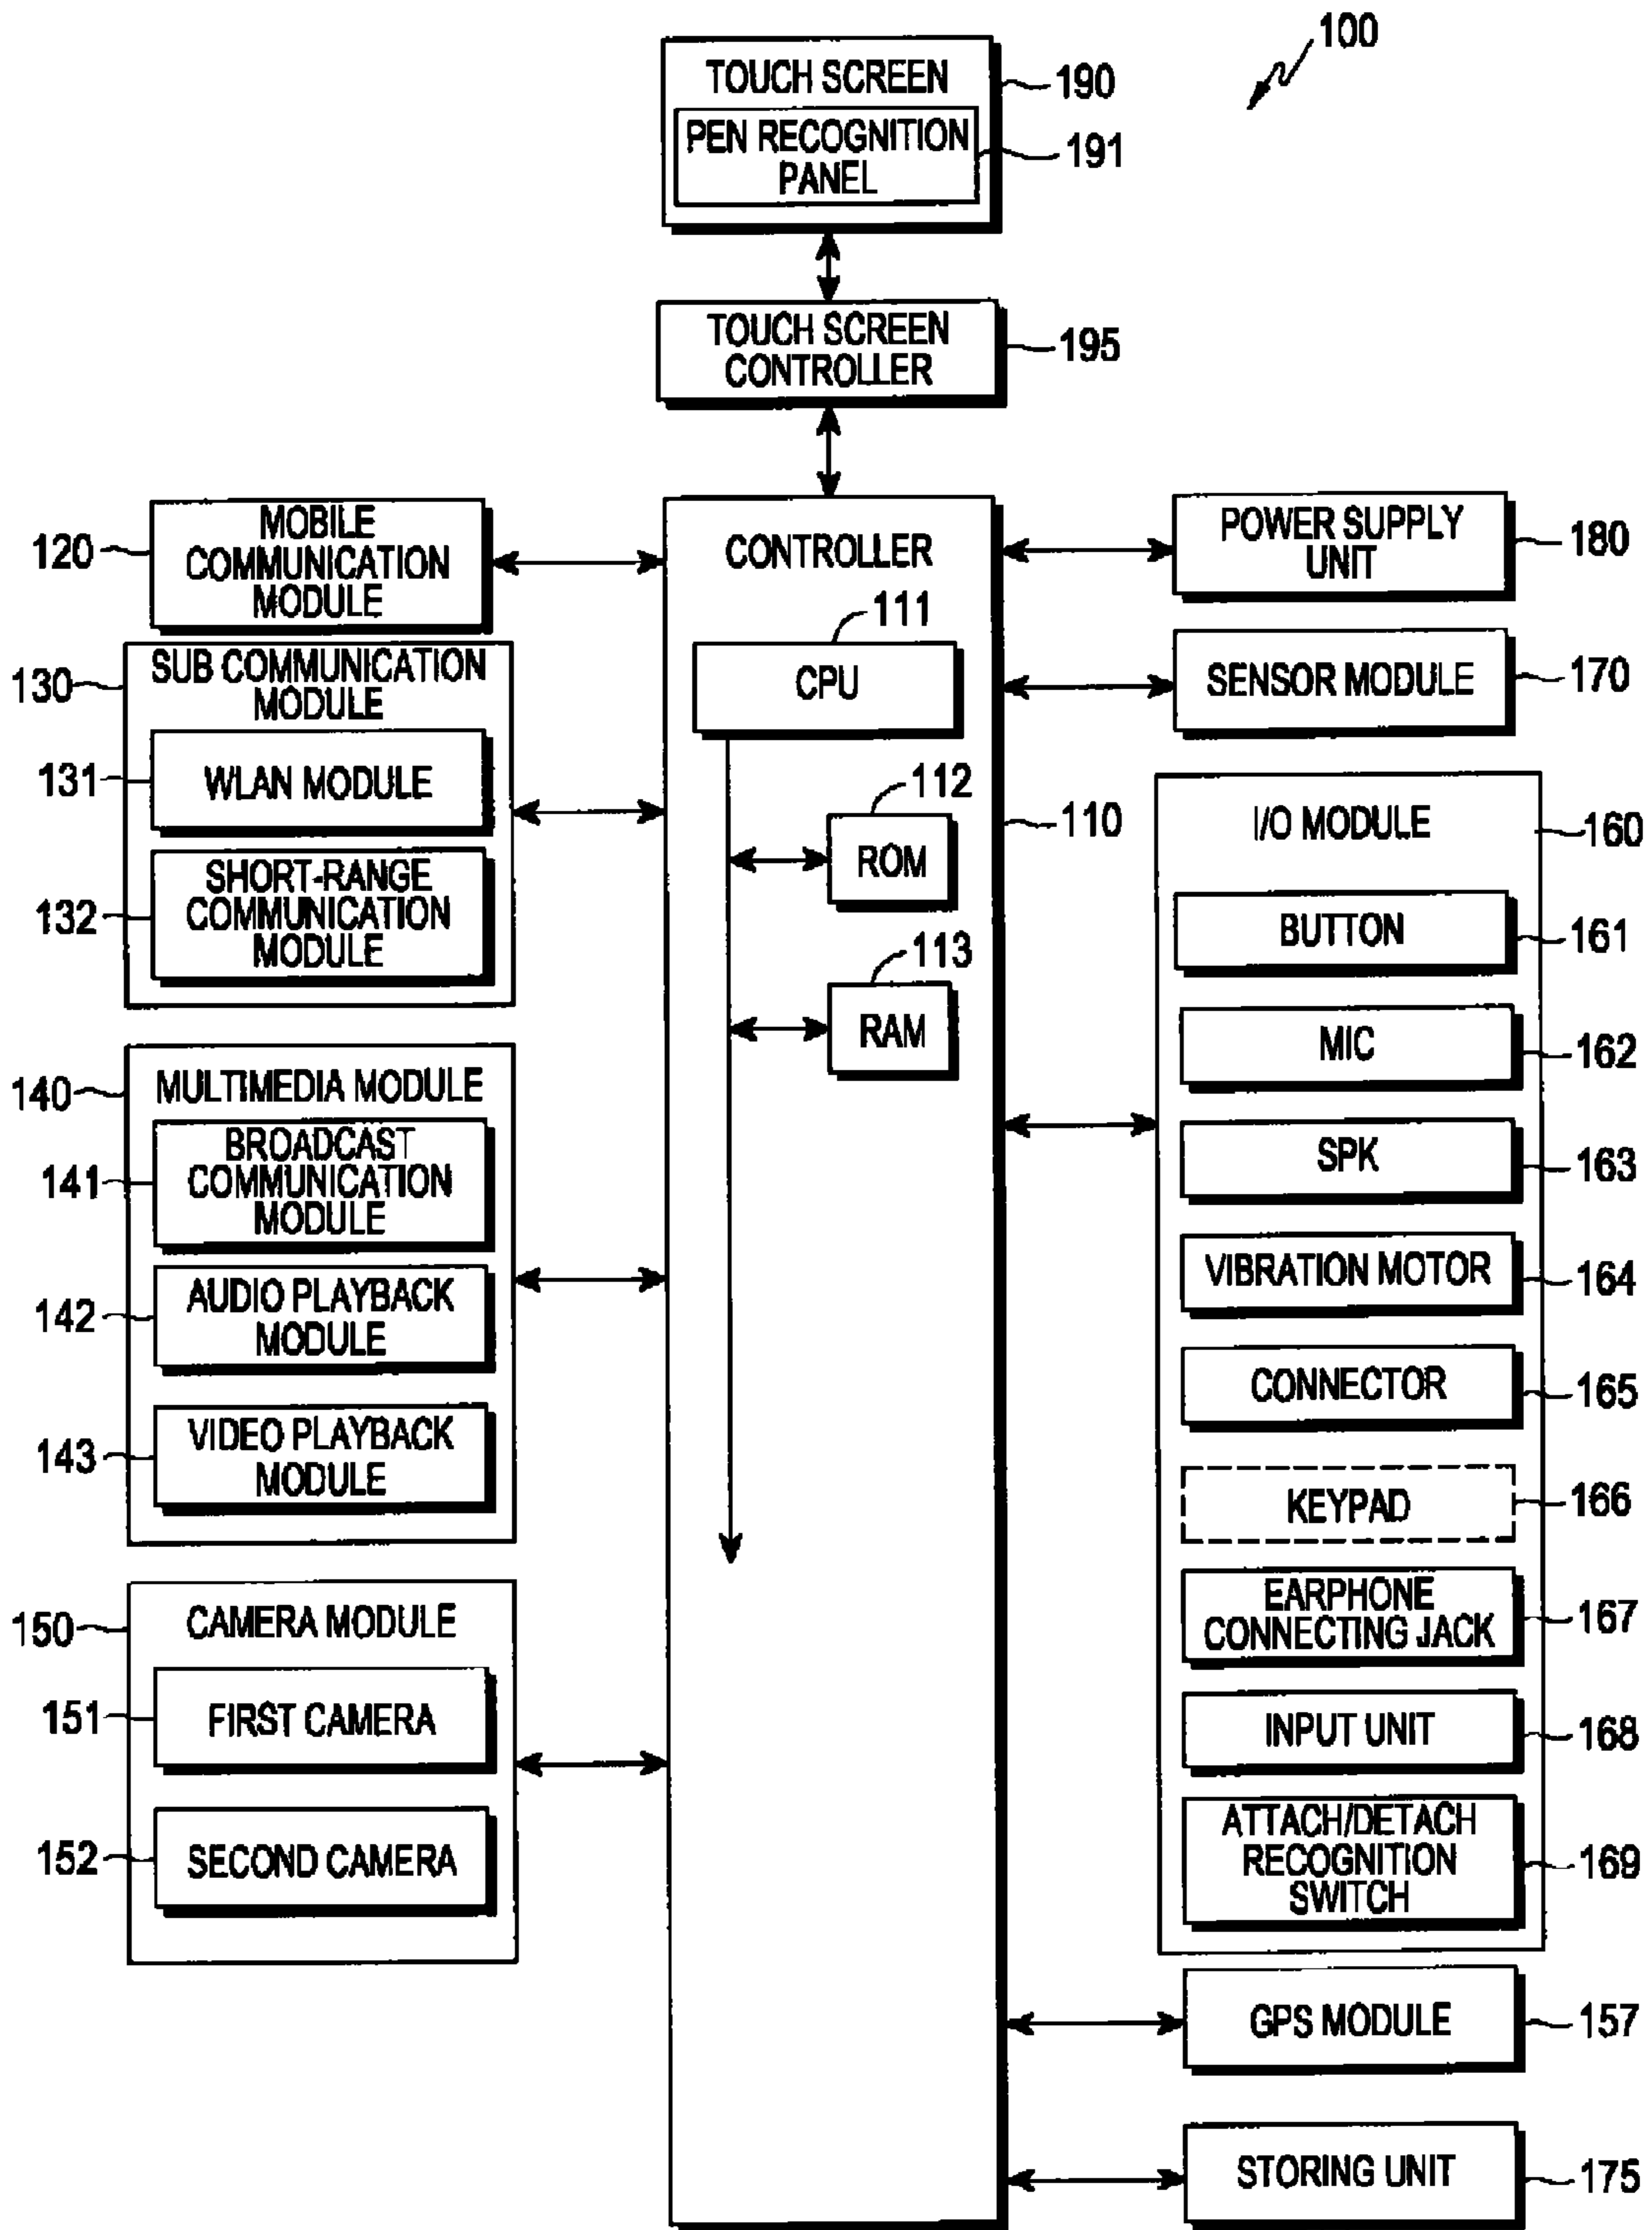 100
TOUCH SCREEN
190
PEN RECOGNITION
PANEL
191
TOUCH SCREEN
CONTROLLER
195
120
MOBILE
COMMUNICATION
MODULE
130
SUB COMMUNICATION
MODULE
131
WLAN MODULE
132
SHORT-RANGE
COMMUNICATION
MODULE
140
MULTIMEDIA MODULE
141
BROADCAST
COMMUNICATION
MODULE
142
AUDIO PLAYBACK
MODULE
143
VIDEO PLAYBACK
MODULE
150
CAMERA MODULE
151
FIRST CAMERA
152
SECOND CAMERA
CONTROLLER
110
111
CPU
112
ROM
113
RAM
POWER SUPPLY
UNIT
180
SENSOR MODULE
170
I/O MODULE
160
BUTTON
161
MIC
162
SPK
163
VIBRATION MOTOR
164
CONNECTOR
165
KEYPAD
166
EARPHONE
CONNECTING JACK
167
INPUT UNIT
168
ATTACH/DETACH
RECOGNITION
SWITCH
169
GPS MODULE
157
STORING UNIT
175